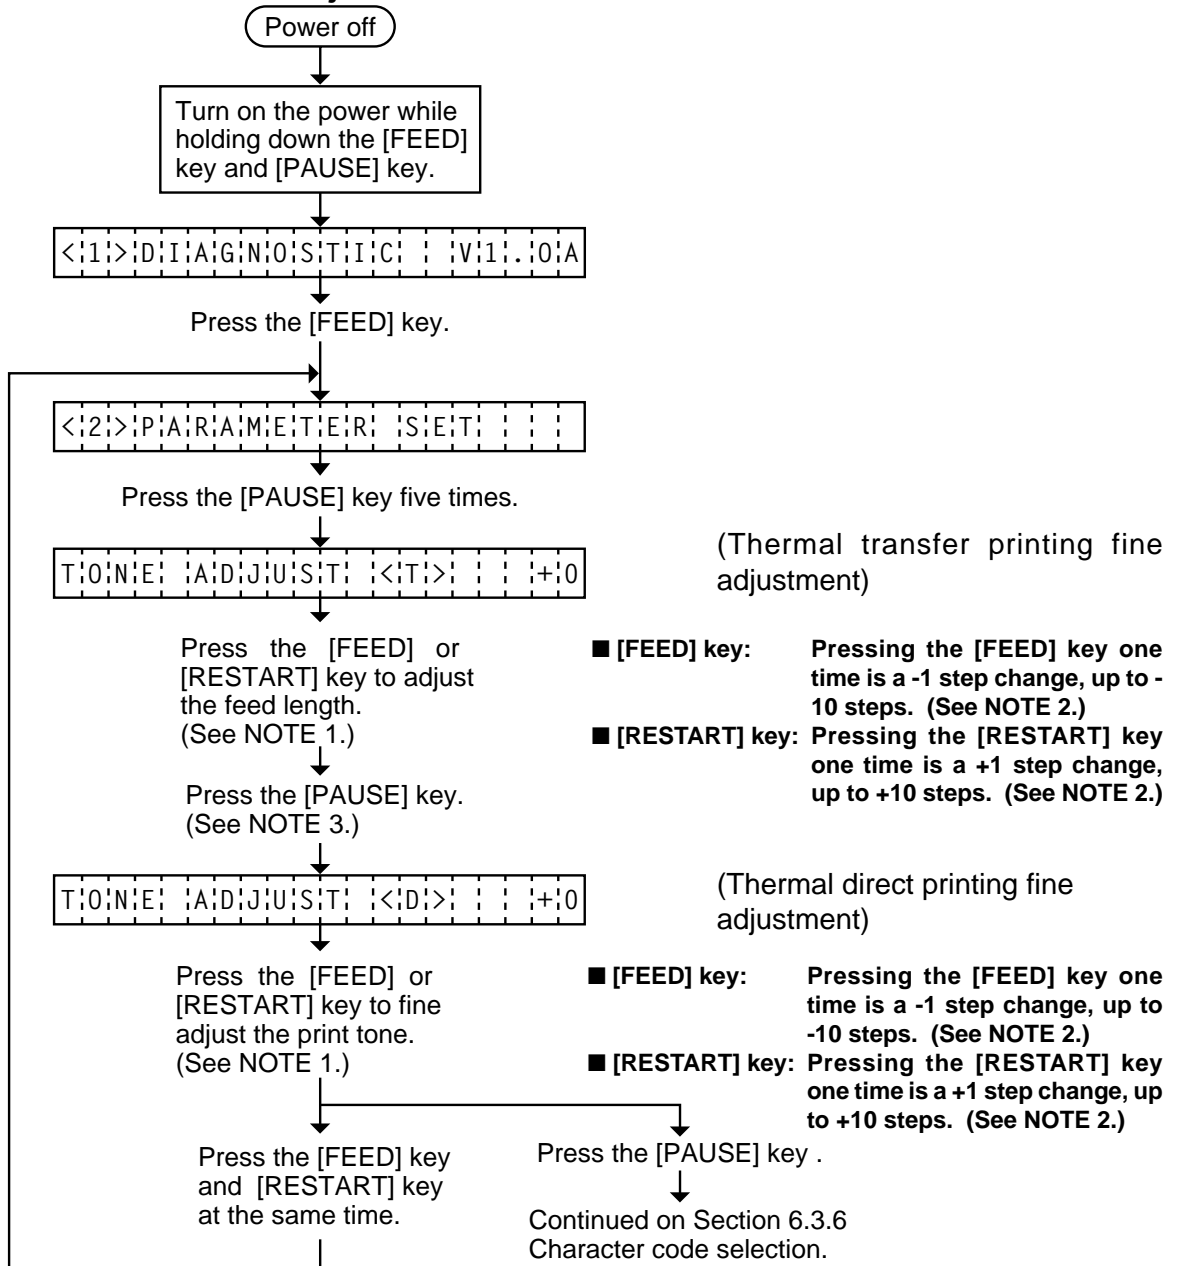 Power off
Turn on the power while
holding down the [FEED]
key and [PAUSE] key.
<1>DIAGNOSTIC  V1.0A
Press the [FEED] key.
<2>PARAMETER SET
Press the [PAUSE] key five times.
TONE ADJUST <T>   +0
(Thermal transfer printing fine
adjustment)
Press the [FEED] or
[RESTART] key to adjust
the feed length.
(See NOTE 1.)
■ [FEED] key: Pressing the [FEED] key one
time is a -1 step change, up to -
10 steps. (See NOTE 2.)
■ [RESTART] key: Pressing the [RESTART] key
one time is a +1 step change,
up to +10 steps. (See NOTE 2.)
Press the [PAUSE] key.
(See NOTE 3.)
TONE ADJUST <D>   +0
(Thermal direct printing fine
adjustment)
Press the [FEED] or
[RESTART] key to fine
adjust the print tone.
(See NOTE 1.)
■ [FEED] key: Pressing the [FEED] key one
time is a -1 step change, up to
-10 steps. (See NOTE 2.)
■ [RESTART] key: Pressing the [RESTART] key
one time is a +1 step change, up
to +10 steps. (See NOTE 2.)
Press the [FEED] key
and [RESTART] key
at the same time.
Press the [PAUSE] key .
Continued on Section 6.3.6
Character code selection.